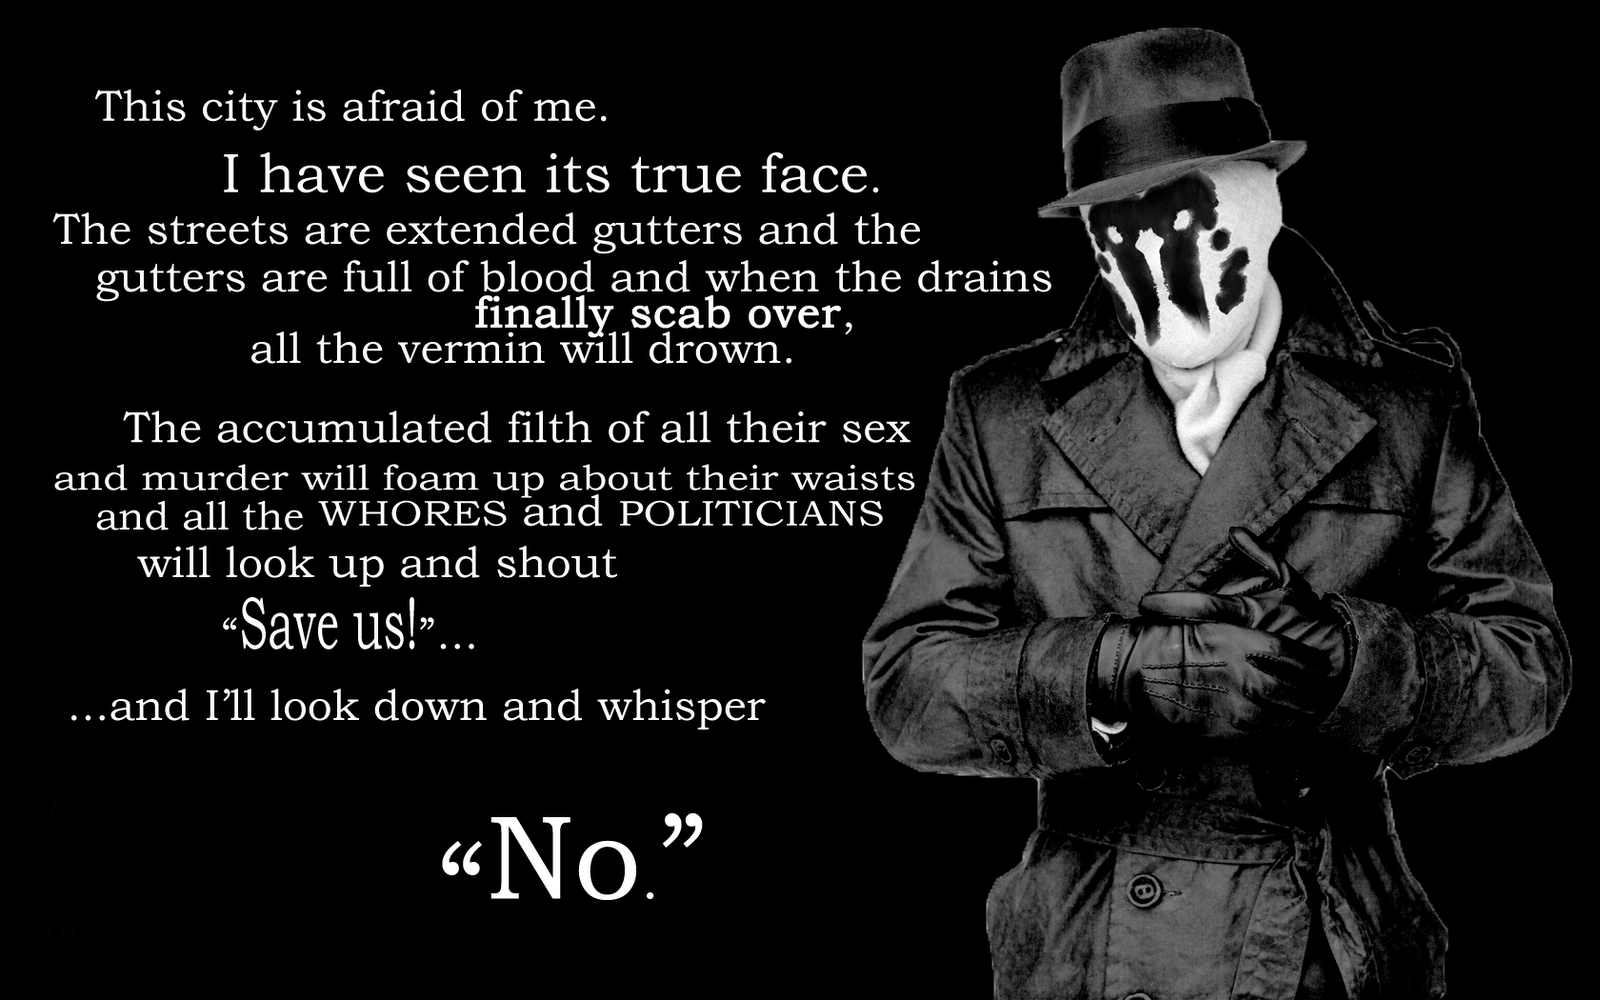 This city is afraid of me.
I have seen its true face.
The streets are extended gutters and the
gutters are full of blood and when the drains
finally scab over,
all the vermin will drown.
The accumulated filth of all their sex
and murder will foam up about their waists
and all the WHORES and POLITICIANS
will look up and shout
“Save us!”...
...and I’ll look down and whisper
“No.”